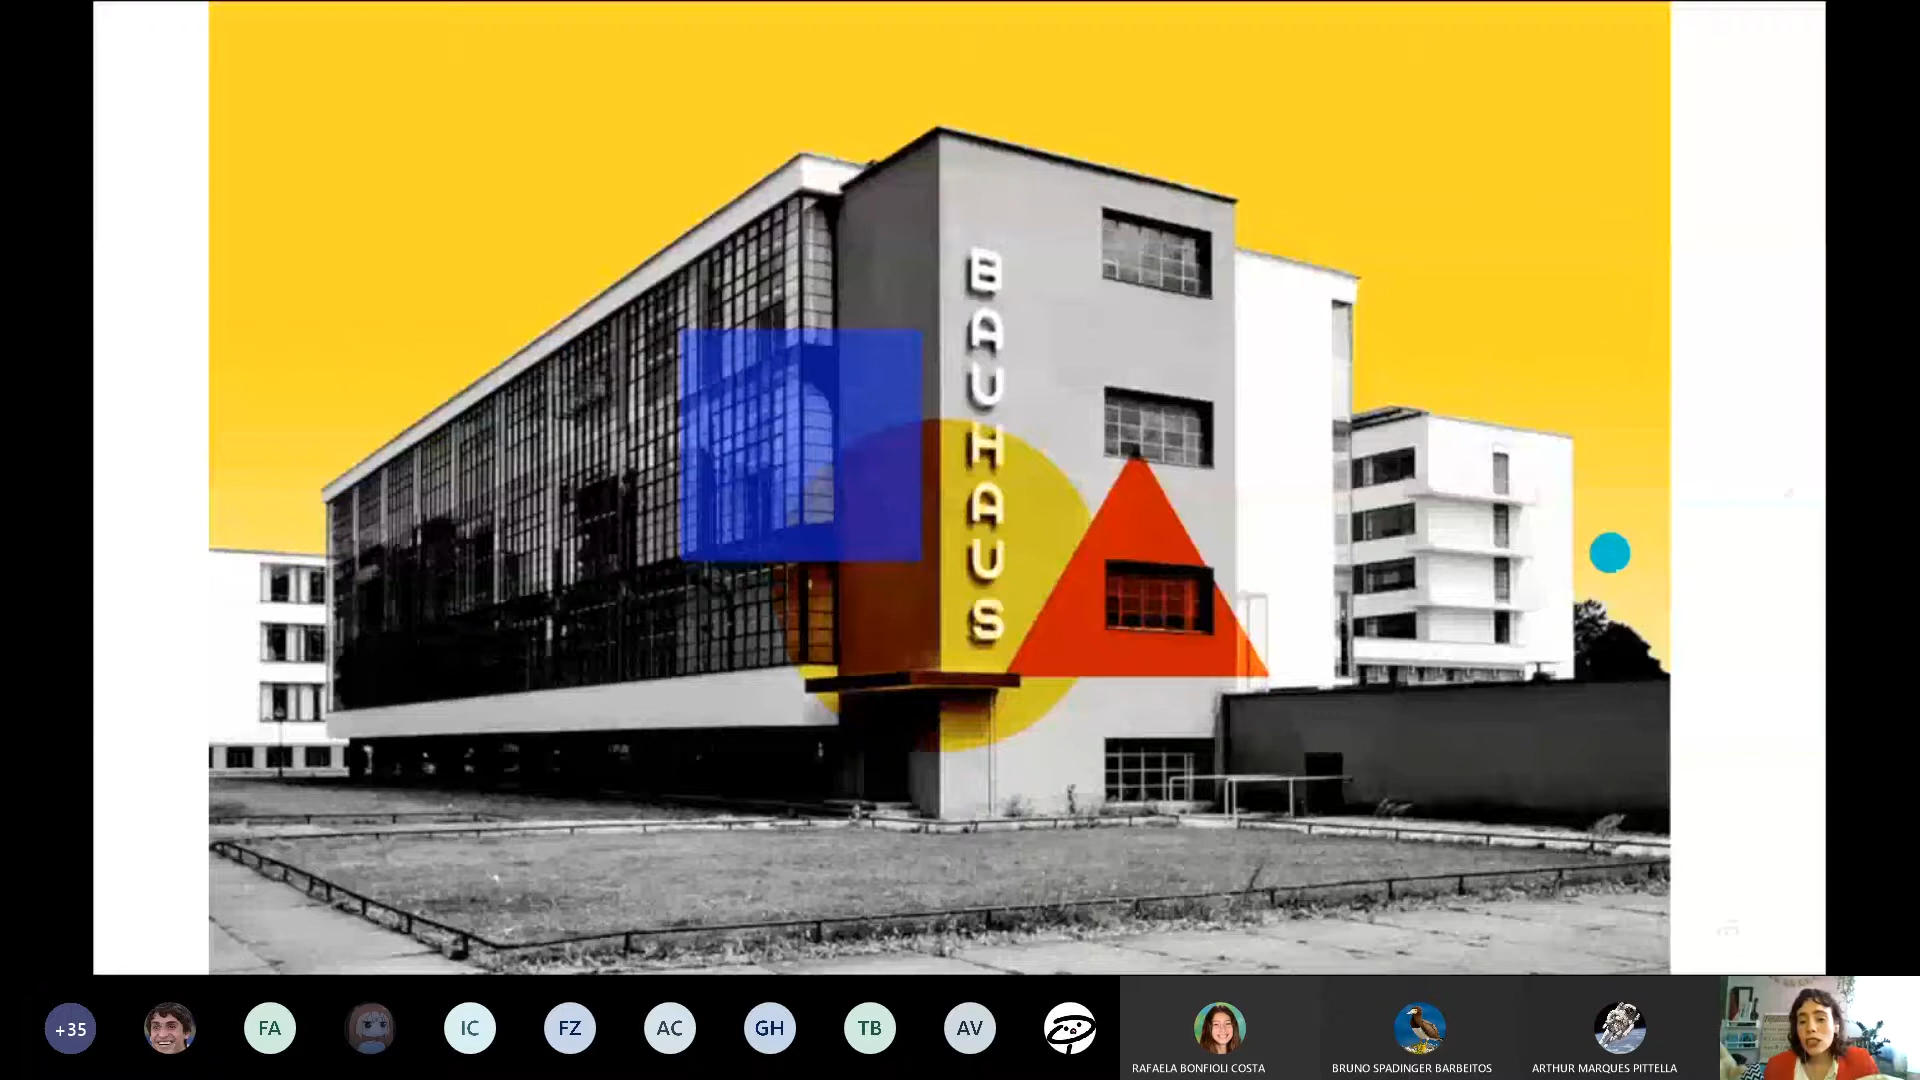 BAUHAUS
+35
FA
IC
FZ
AC
GH
TB
AV
RAFAELA BONFIOLI COSTA
BRUNO SPADINGER BARBEITOS
ARTHUR MARQUES PITTELLA